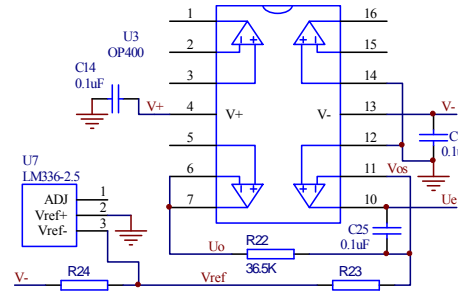 1
16
U3
OP400
2
15
C14
0.1uF
3
14
V+
4
V+
V-
13
V-
5
12
U7
LM336-2.5
6
11
Vos
ADJ
1
7
10
Ue
Vref+
2
Vref-
3
Uo
R22
36.5K
C25
0.1uF
V-
R24
Vref
R23